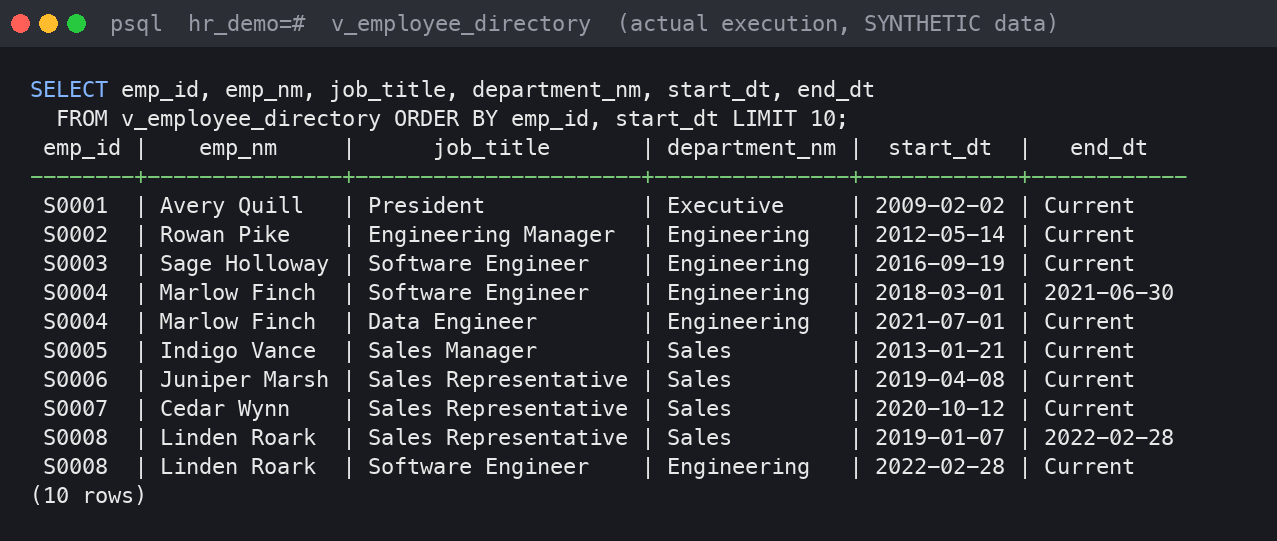 psql  hr_demo=#  v_employee_directory  (actual execution, SYNTHETIC data)
SELECT emp_id, emp_nm, job_title, department_nm, start_dt, end_dt
  FROM v_employee_directory ORDER BY emp_id, start_dt LIMIT 10;
 emp_id |    emp_nm     |      job_title       | department_nm |  start_dt  |   end_dt
--------+---------------+----------------------+---------------+------------+------------
 S0001  | Avery Quill   | President            | Executive     | 2009-02-02 | Current
 S0002  | Rowan Pike    | Engineering Manager  | Engineering   | 2012-05-14 | Current
 S0003  | Sage Holloway | Software Engineer    | Engineering   | 2016-09-19 | Current
 S0004  | Marlow Finch  | Software Engineer    | Engineering   | 2018-03-01 | 2021-06-30
 S0004  | Marlow Finch  | Data Engineer        | Engineering   | 2021-07-01 | Current
 S0005  | Indigo Vance  | Sales Manager        | Sales         | 2013-01-21 | Current
 S0006  | Juniper Marsh | Sales Representative | Sales         | 2019-04-08 | Current
 S0007  | Cedar Wynn    | Sales Representative | Sales         | 2020-10-12 | Current
 S0008  | Linden Roark  | Sales Representative | Sales         | 2019-01-07 | 2022-02-28
 S0008  | Linden Roark  | Software Engineer    | Engineering   | 2022-02-28 | Current
(10 rows)